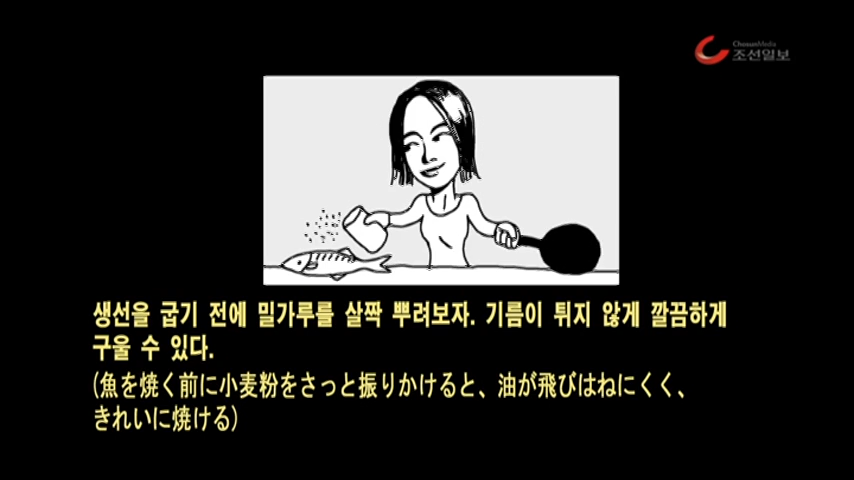 ChosunMedia
조선일보
생선을 굽기 전에 밀가루를 살짝 뿌려보자. 기름이 튀지 않게 깔끔하게
구울 수 있다.
(魚を焼く前に小麦粉をさっと振りかけると、油が飛びはねにくく、
きれいに焼ける)